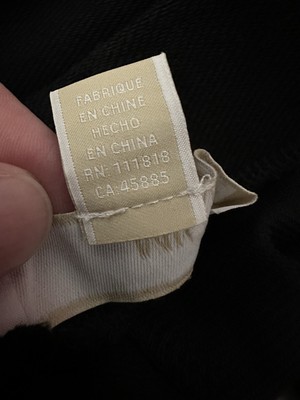 FABRIQUE
EN CHINE
HECHO
EN CHINA
RN: 111818
CA:45885